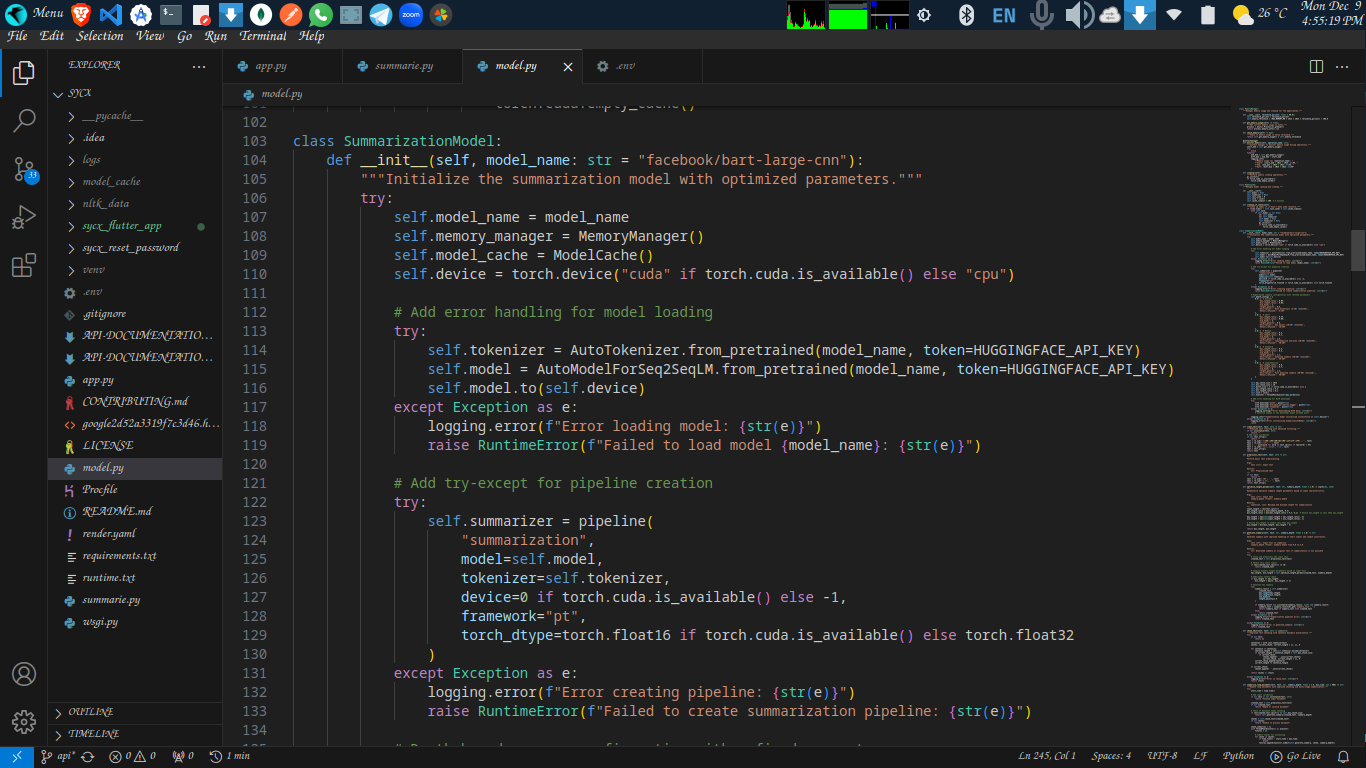 Menu
zoom
EN
26 °C
Mon Dec 9
4:55:19 PM
File Edit Selection View Go Run Terminal Help
EXPLORER
app.py
summarie.py
model.py
.env
SYCX
model.py
__pycache__
.idea
logs
model_cache
nltk_data
sycx_flutter_app
sycx_reset_password
venv
.env
.gitignore
API-DOCUMENTATIO...
API-DOCUMENTATIO...
app.py
CONTRIBUTING.md
google2d52a3319f7c3d46.h...
LICENSE
model.py
Procfile
README.md
render.yaml
requirements.txt
runtime.txt
summarie.py
wsgi.py
OUTLINE
TIMELINE
33
101 torch.cuda.empty_cache()
102
103 class SummarizationModel:
104 def __init__(self, model_name: str = "facebook/bart-large-cnn"):
105 """Initialize the summarization model with optimized parameters."""
106 try:
107 self.model_name = model_name
108 self.memory_manager = MemoryManager()
109 self.model_cache = ModelCache()
110 self.device = torch.device("cuda" if torch.cuda.is_available() else "cpu")
111
112 # Add error handling for model loading
113 try:
114 self.tokenizer = AutoTokenizer.from_pretrained(model_name, token=HUGGINGFACE_API_KEY)
115 self.model = AutoModelForSeq2SeqLM.from_pretrained(model_name, token=HUGGINGFACE_API_KEY)
116 self.model.to(self.device)
117 except Exception as e:
118 logging.error(f"Error loading model: {str(e)}")
119 raise RuntimeError(f"Failed to load model {model_name}: {str(e)}")
120
121 # Add try-except for pipeline creation
122 try:
123 self.summarizer = pipeline(
124 "summarization",
125 model=self.model,
126 tokenizer=self.tokenizer,
127 device=0 if torch.cuda.is_available() else -1,
128 framework="pt",
129 torch_dtype=torch.float16 if torch.cuda.is_available() else torch.float32
130 )
131 except Exception as e:
132 logging.error(f"Error creating pipeline: {str(e)}")
133 raise RuntimeError(f"Failed to create summarization pipeline: {str(e)}")
134
api* 0 0 0 1 min
Ln 245, Col 1 Spaces: 4 UTF-8 LF Python Go Live